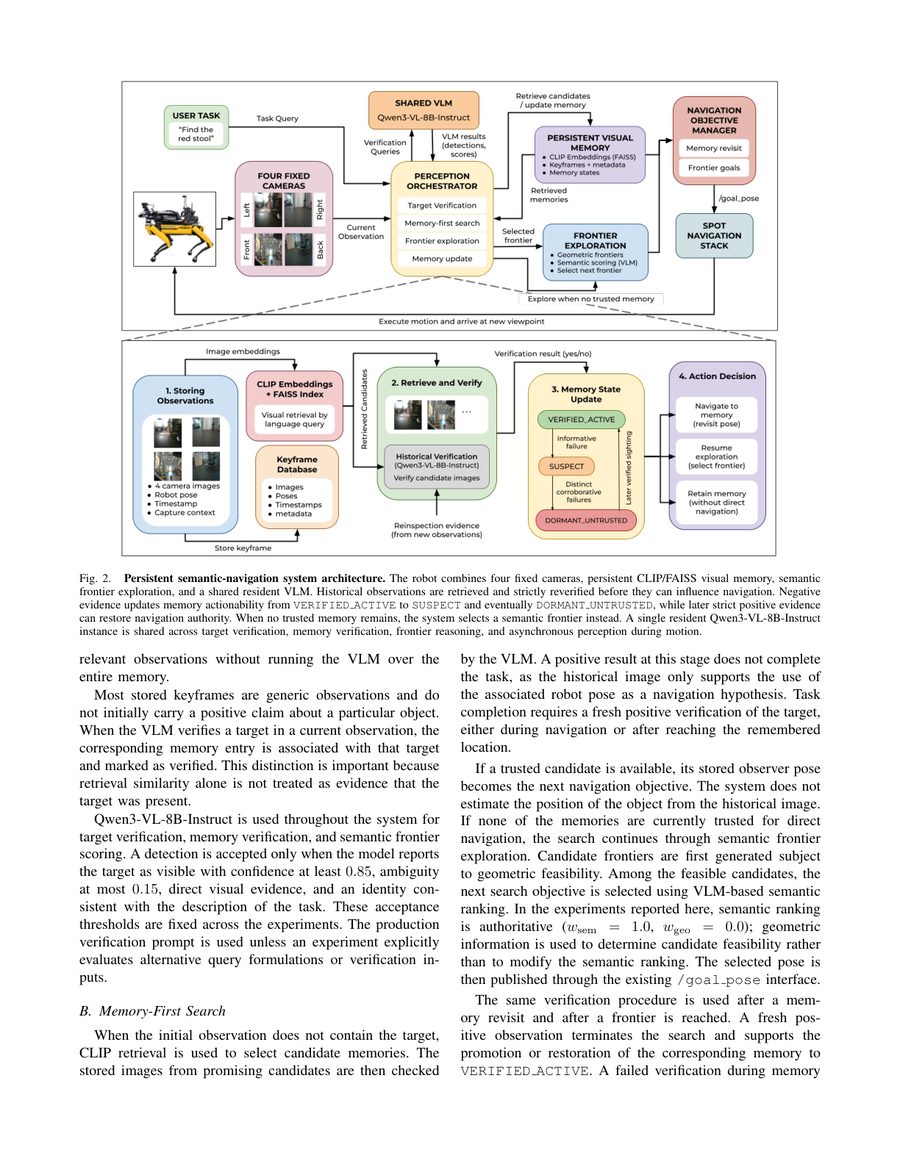 USER TASK
"Find the
red stool"
Task Query
SHARED VLM
Qwen3-VL-8B-Instruct
Verification
Queries
VLM results
(detections,
scores)
Retrieve candidates
/ update memory
FOUR FIXED
CAMERAS
Left
Right
Front
Back
Current
Observation
PERCEPTION
ORCHESTRATOR
Target Verification
Memory-first search
Frontier exploration
Memory update
PERSISTENT VISUAL
MEMORY
• CLIP Embeddings (FAISS)
• Keyframes + metadata
• Memory states
Retrieved
memories
Selected
frontier
FRONTIER
EXPLORATION
• Geometric frontiers
• Semantic scoring (VLM)
• Select next frontier
Explore when no trusted memory
NAVIGATION
OBJECTIVE
MANAGER
Memory revisit
Frontier goals
/goal_pose
SPOT
NAVIGATION
STACK
Execute motion and arrive at new viewpoint
Image embeddings
1. Storing
Observations
• 4 camera images
• Robot pose
• Timestamp
• Capture context
Store keyframe
CLIP Embeddings
+ FAISS Index
Visual retrieval by
language query
Keyframe
Database
• Images
• Poses
• Timestamps
• metadata
Retrieved Candidates
2. Retrieve and Verify
...
Historical Verification
(Qwen3-VL-8B-Instruct)
Verify candidate images
Reinspection evidence
(from new observations)
Verification result (yes/no)
3. Memory State
Update
VERIFIED_ACTIVE
Informative
failure
SUSPECT
Distinct
corroborative
failures
Later verified sighting
DORMANT_UNTRUSTED
4. Action Decision
Navigate to
memory
(revisit pose)
Resume
exploration
(select frontier)
Retain memory
(without direct
navigation)
Fig. 2. Persistent semantic-navigation system architecture. The robot combines four fixed cameras, persistent CLIP/FAISS visual memory, semantic
frontier exploration, and a shared resident VLM. Historical observations are retrieved and strictly reverified before they can influence navigation. Negative
evidence updates memory actionability from VERIFIED_ACTIVE to SUSPECT and eventually DORMANT_UNTRUSTED, while later strict positive evidence
can restore navigation authority. When no trusted memory remains, the system selects a semantic frontier instead. A single resident Qwen3-VL-8B-Instruct
instance is shared across target verification, memory verification, frontier reasoning, and asynchronous perception during motion.
relevant observations without running the VLM over the
entire memory.
Most stored keyframes are generic observations and do
not initially carry a positive claim about a particular object.
When the VLM verifies a target in a current observation, the
corresponding memory entry is associated with that target
and marked as verified. This distinction is important because
retrieval similarity alone is not treated as evidence that the
target was present.
Qwen3-VL-8B-Instruct is used throughout the system for
target verification, memory verification, and semantic frontier
scoring. A detection is accepted only when the model reports
the target as visible with confidence at least 0.85, ambiguity
at most 0.15, direct visual evidence, and an identity con-
sistent with the description of the task. These acceptance
thresholds are fixed across the experiments. The production
verification prompt is used unless an experiment explicitly
evaluates alternative query formulations or verification in-
puts.
B. Memory-First Search
When the initial observation does not contain the target,
CLIP retrieval is used to select candidate memories. The
stored images from promising candidates are then checked
by the VLM. A positive result at this stage does not complete
the task, as the historical image only supports the use of
the associated robot pose as a navigation hypothesis. Task
completion requires a fresh positive verification of the target,
either during navigation or after reaching the remembered
location.
If a trusted candidate is available, its stored observer pose
becomes the next navigation objective. The system does not
estimate the position of the object from the historical image.
If none of the memories are currently trusted for direct
navigation, the search continues through semantic frontier
exploration. Candidate frontiers are first generated subject
to geometric feasibility. Among the feasible candidates, the
next search objective is selected using VLM-based semantic
ranking. In the experiments reported here, semantic ranking
is authoritative (w_sem = 1.0, w_geo = 0.0); geometric
information is used to determine candidate feasibility rather
than to modify the semantic ranking. The selected pose is
then published through the existing /goal_pose interface.
The same verification procedure is used after a mem-
ory revisit and after a frontier is reached. A fresh pos-
itive observation terminates the search and supports the
promotion or restoration of the corresponding memory to
VERIFIED_ACTIVE. A failed verification during memory